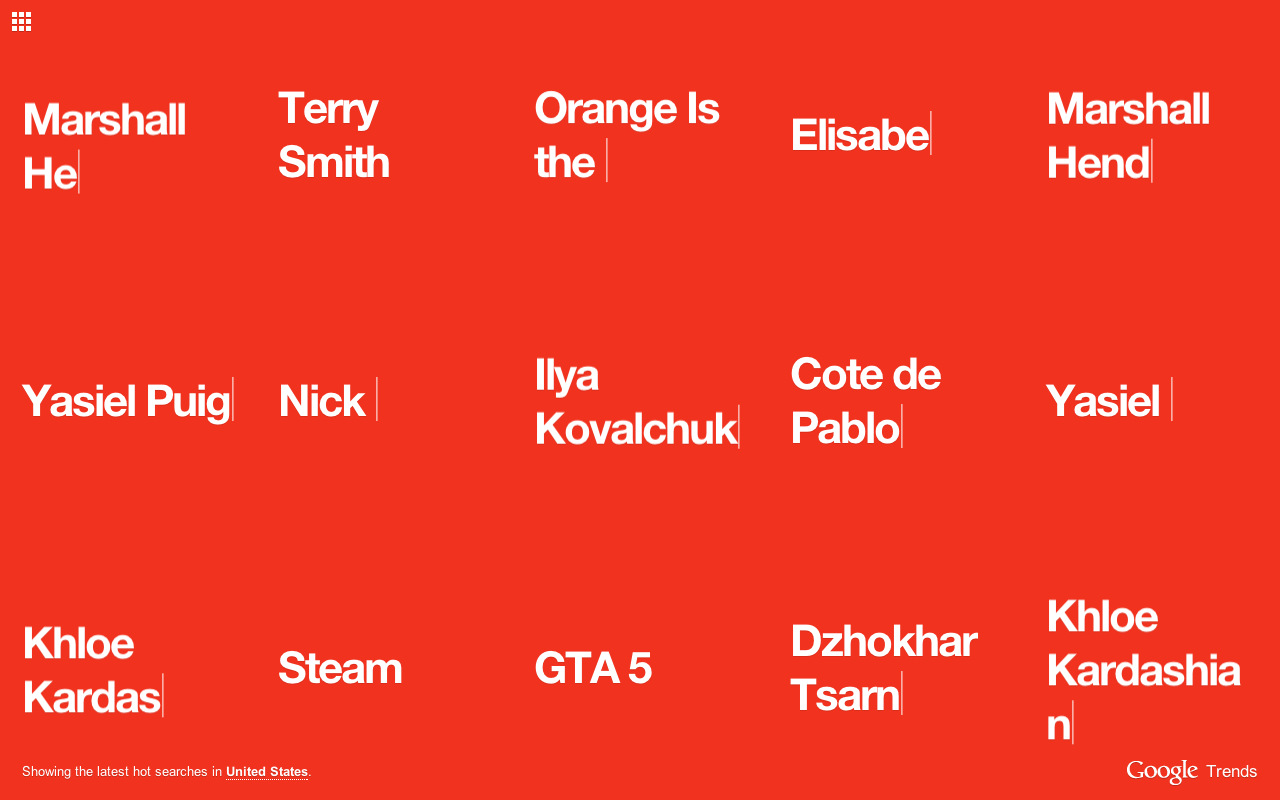 Marshall
He
Terry
Smith
Orange Is
the
Elisabe
Marshall
Hend
Yasiel Puig
Nick
Ilya
Kovalchuk
Cote de
Pablo
Yasiel
Khloe
Kardas
Steam
GTA 5
Dzhokhar
Tsarn
Khloe
Kardashia
n
Showing the latest hot searches in United States.
Google Trends